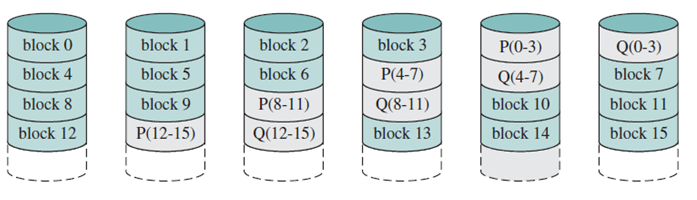 block 0 block 1 block 2 block 3 P(0-3) Q(0-3)
block 4 block 5 block 6 P(4-7) Q(4-7) block 7
block 8 block 9 P(8-11) Q(8-11) block 10 block 11
block 12 P(12-15) Q(12-15) block 13 block 14 block 15